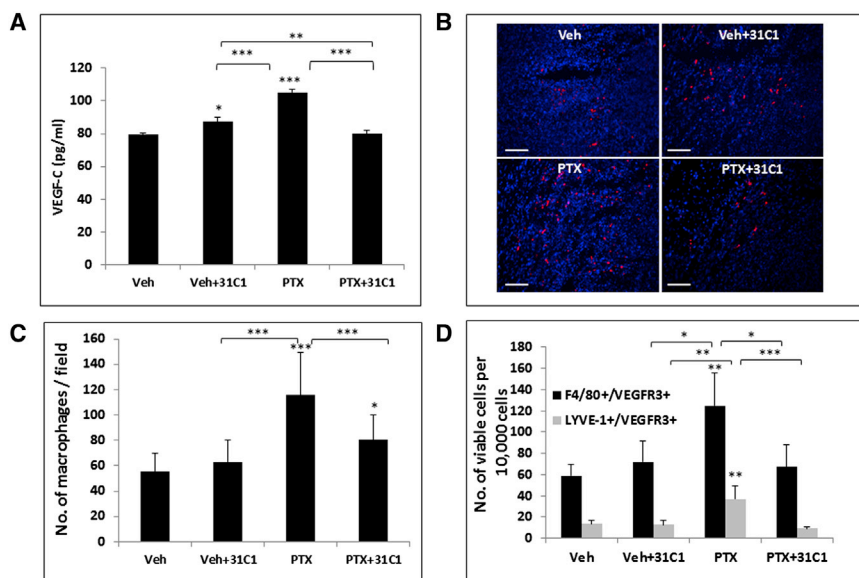 A
**
***
***
***
*
120
100
80
60
40
20
0
VEGF-C (pg/ml)
Veh
Veh+31C1
PTX
PTX+31C1
B
Veh
Veh+31C1
PTX
PTX+31C1
C
***
***
***
*
160
140
120
100
80
60
40
20
0
No. of macrophages / field
Veh
Veh+31C1
PTX
PTX+31C1
D
*
*
**
***
**
**
180
160
140
120
100
80
60
40
20
0
No. of viable cells per
10,000 cells
F4/80+/VEGFR3+
LYVE-1+/VEGFR3+
Veh
Veh+31C1
PTX
PTX+31C1